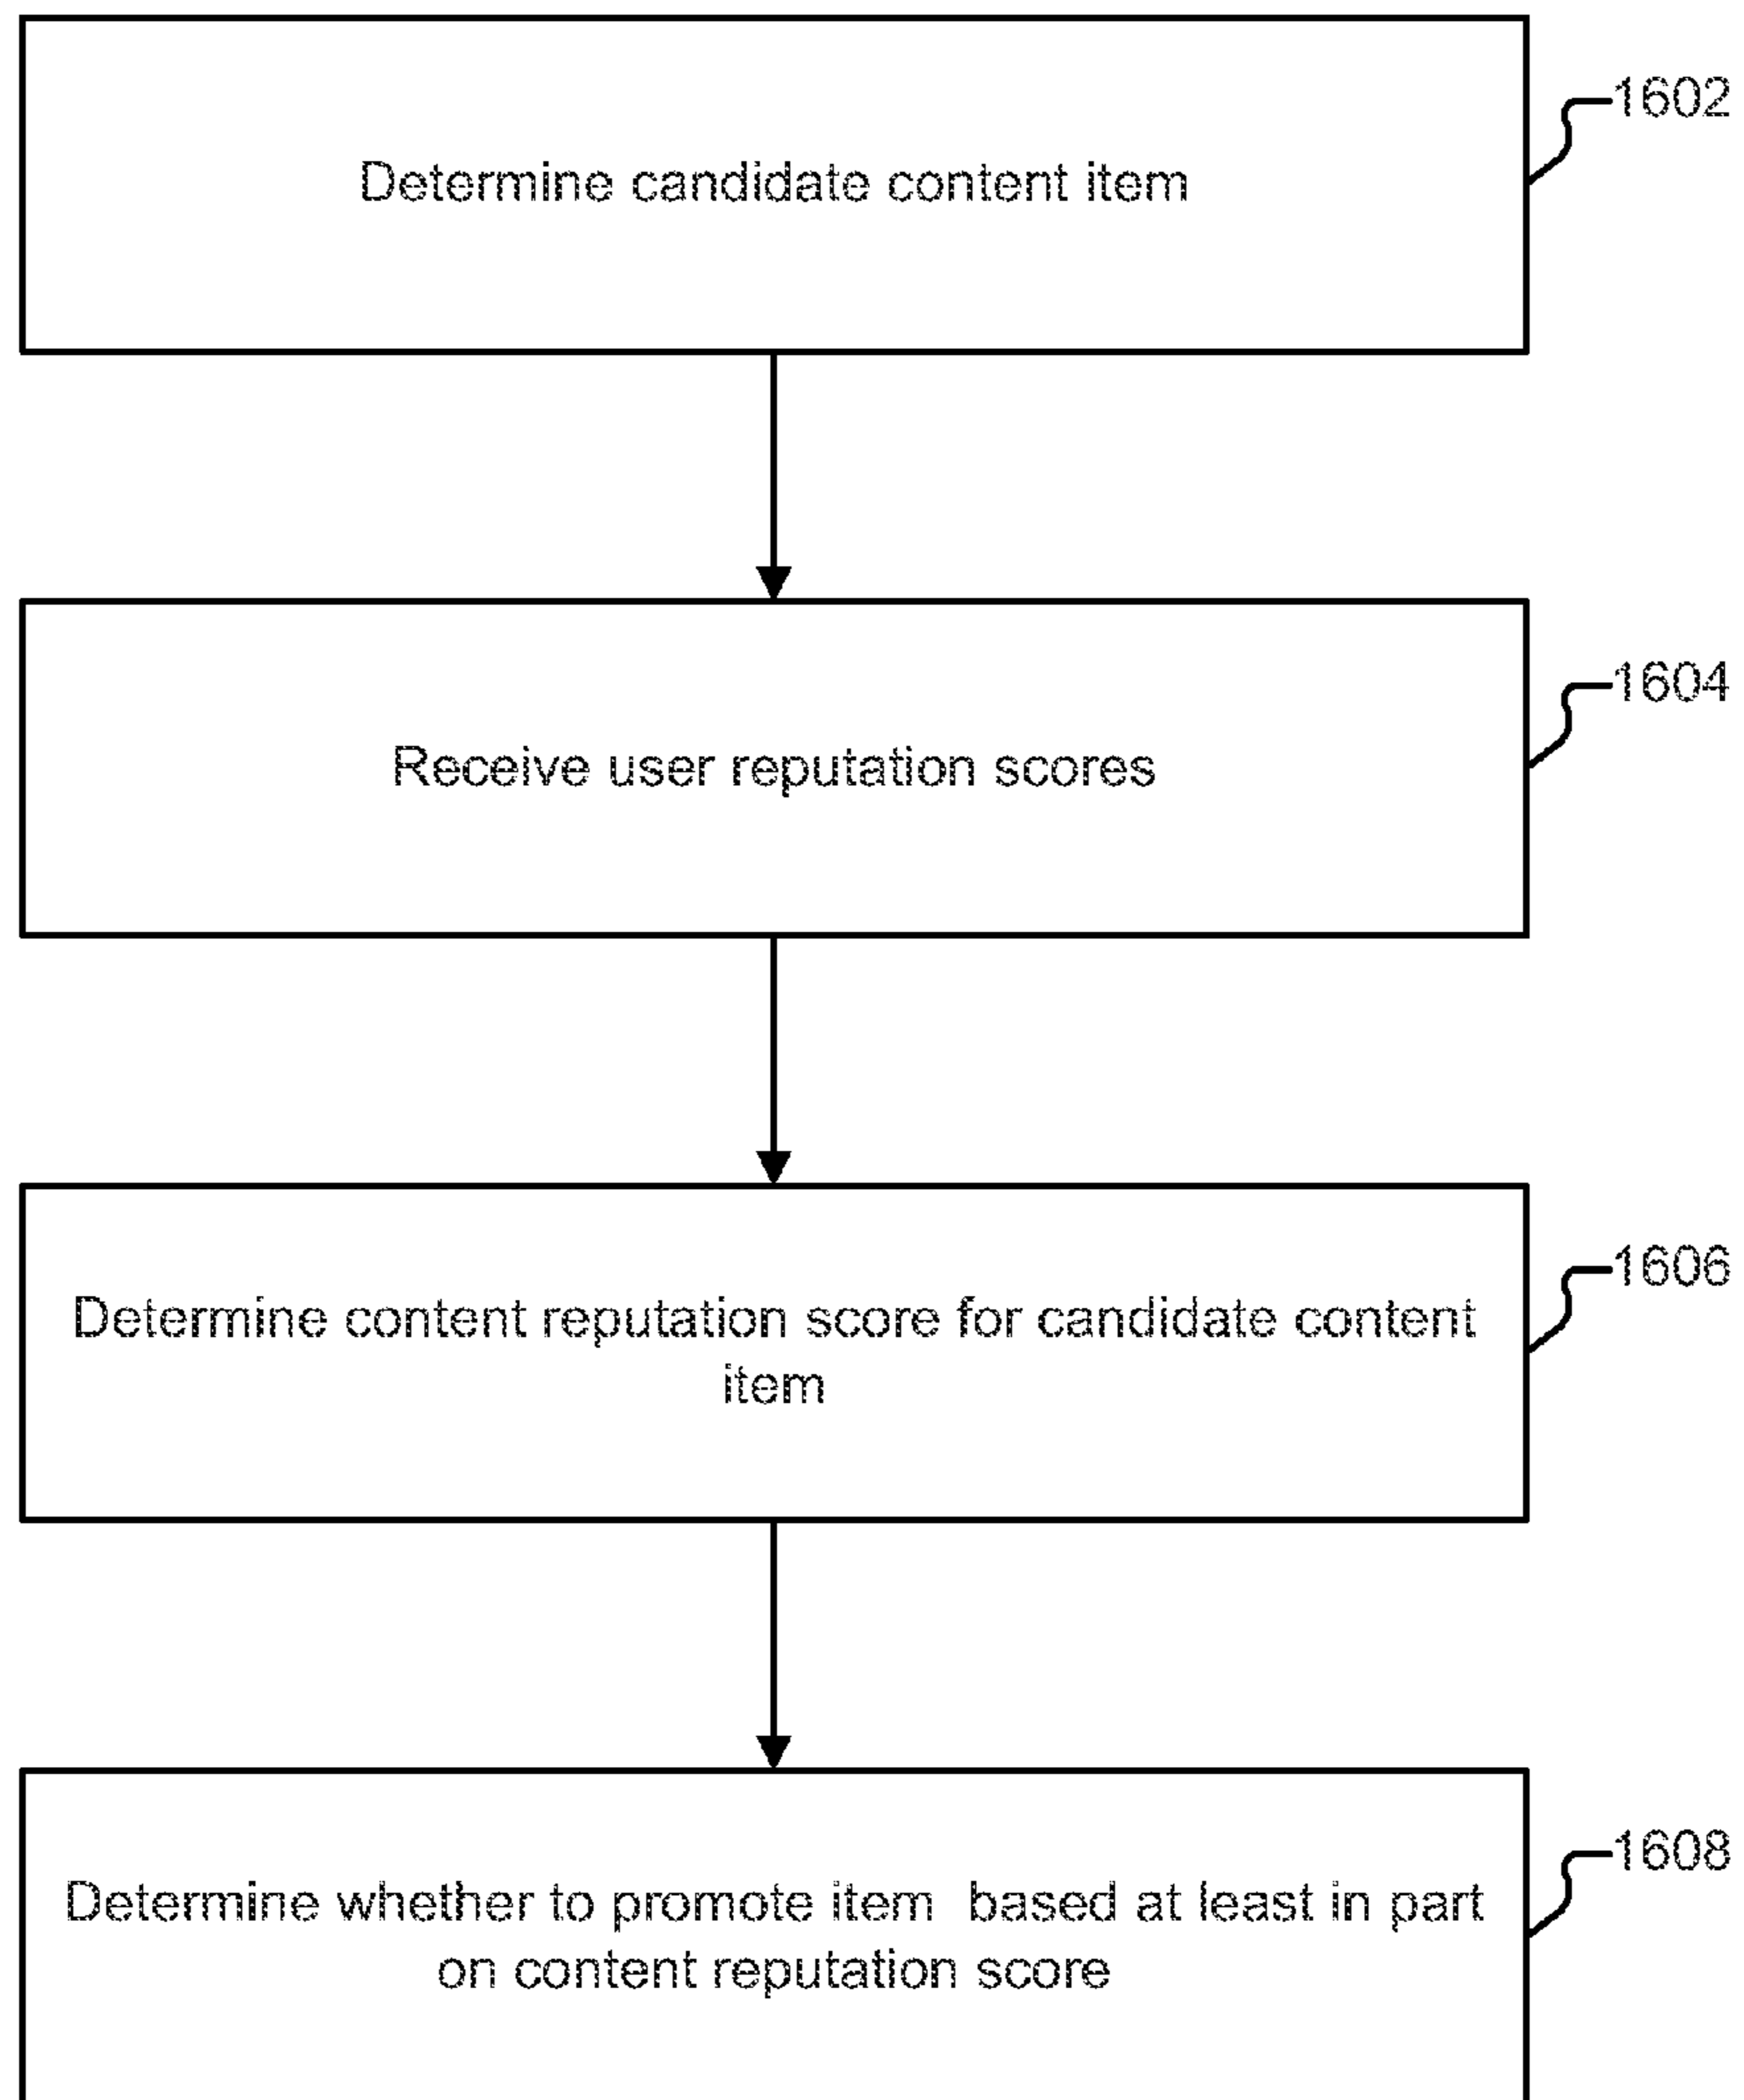 1602
Determine candidate content item
1604
Receive user reputation scores
1606
Determine content reputation score for candidate content
item
1608
Determine whether to promote item  based at least in part
on content reputation score